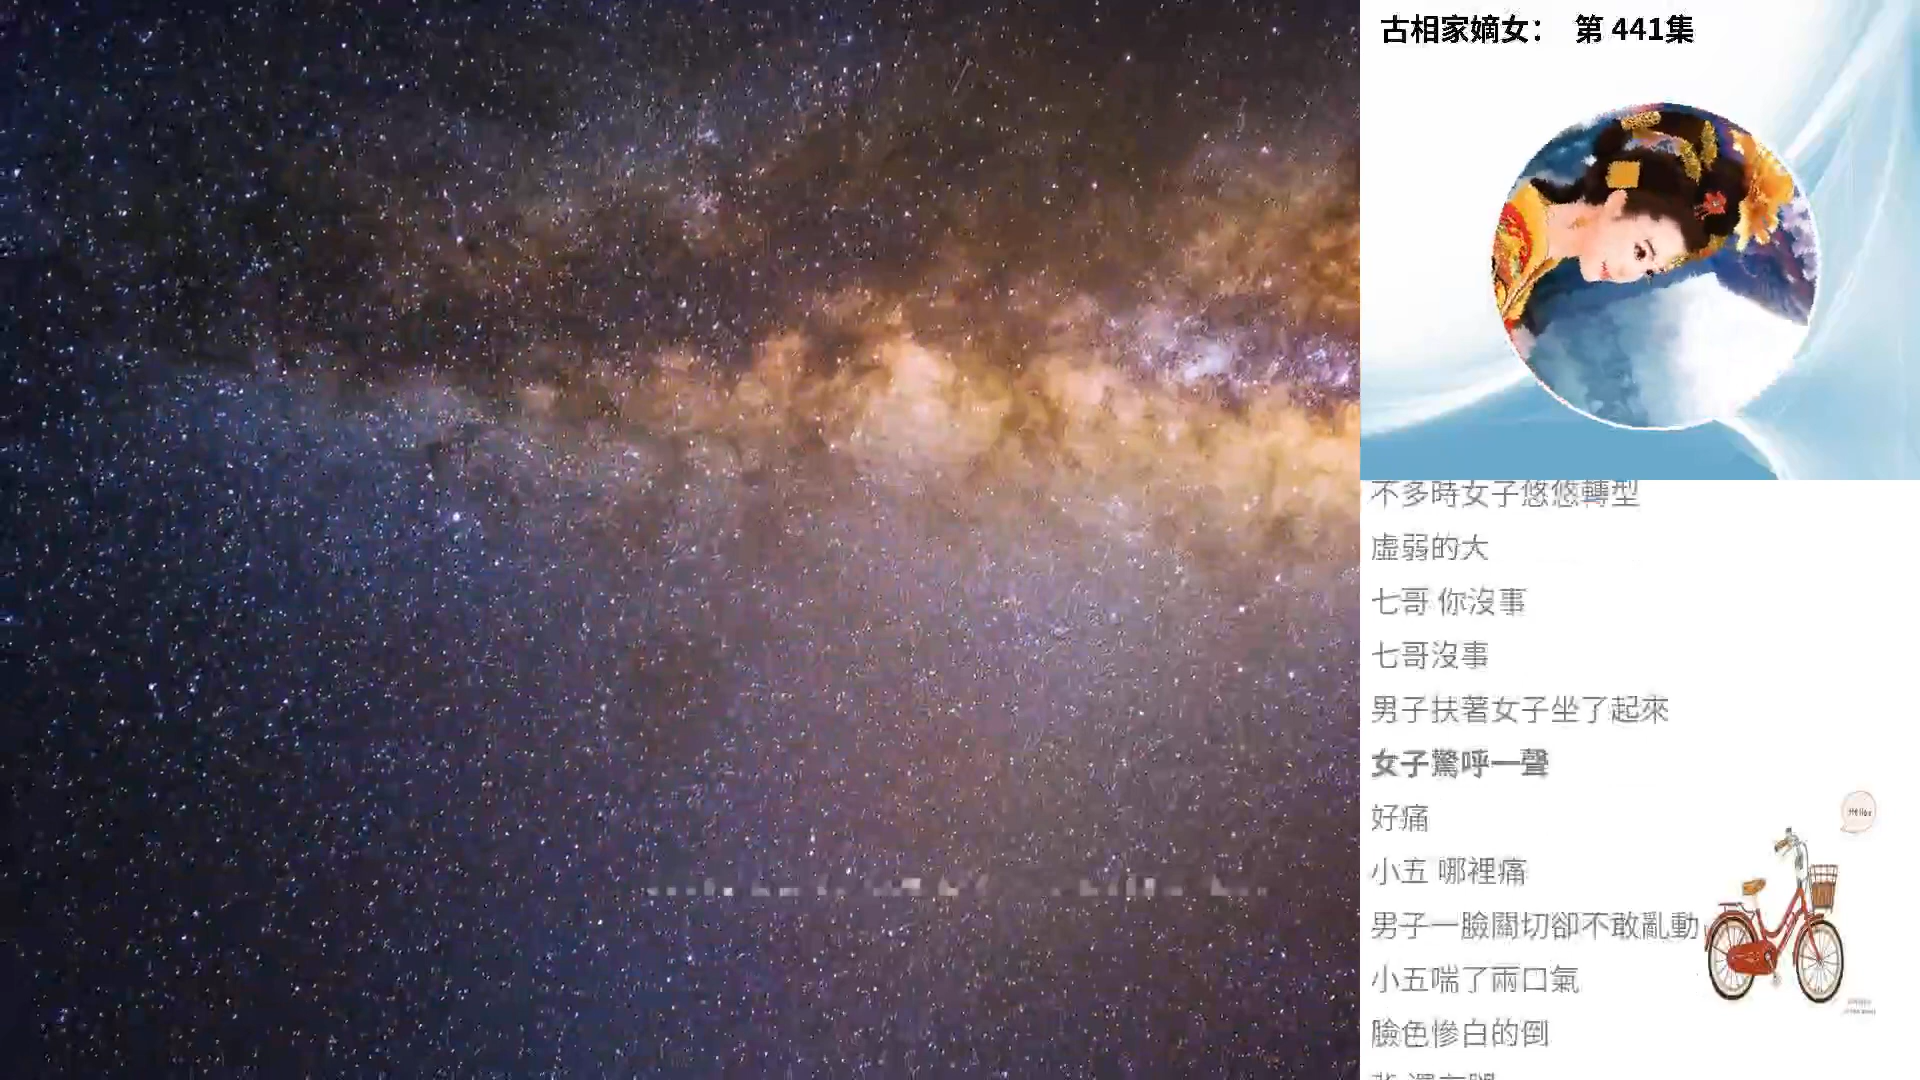 古相家嫡女： 第 441集
不多時女子悠悠轉型
虛弱的大
七哥 你沒事
七哥沒事
男子扶著女子坐了起來
女子驚呼一聲
好痛
小五 哪裡痛
男子一臉關切卻不敢亂動
小五喘了兩口氣
臉色慘白的倒
Hello